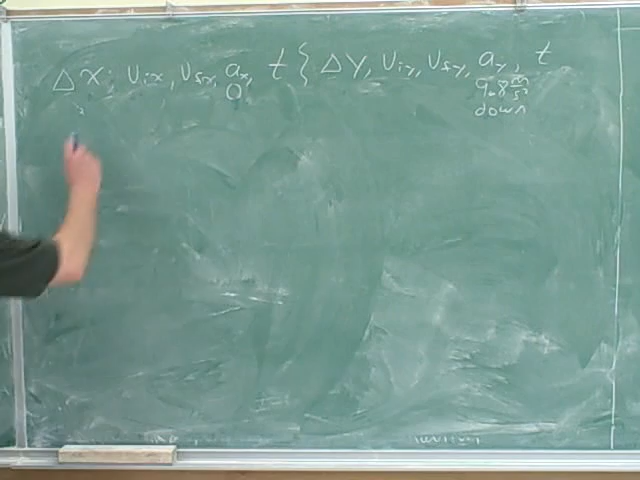 Δx, Vix, Vfx, ax, t { Δy, Viy, Vfy, ay, t
0 9.8 m/s²
down